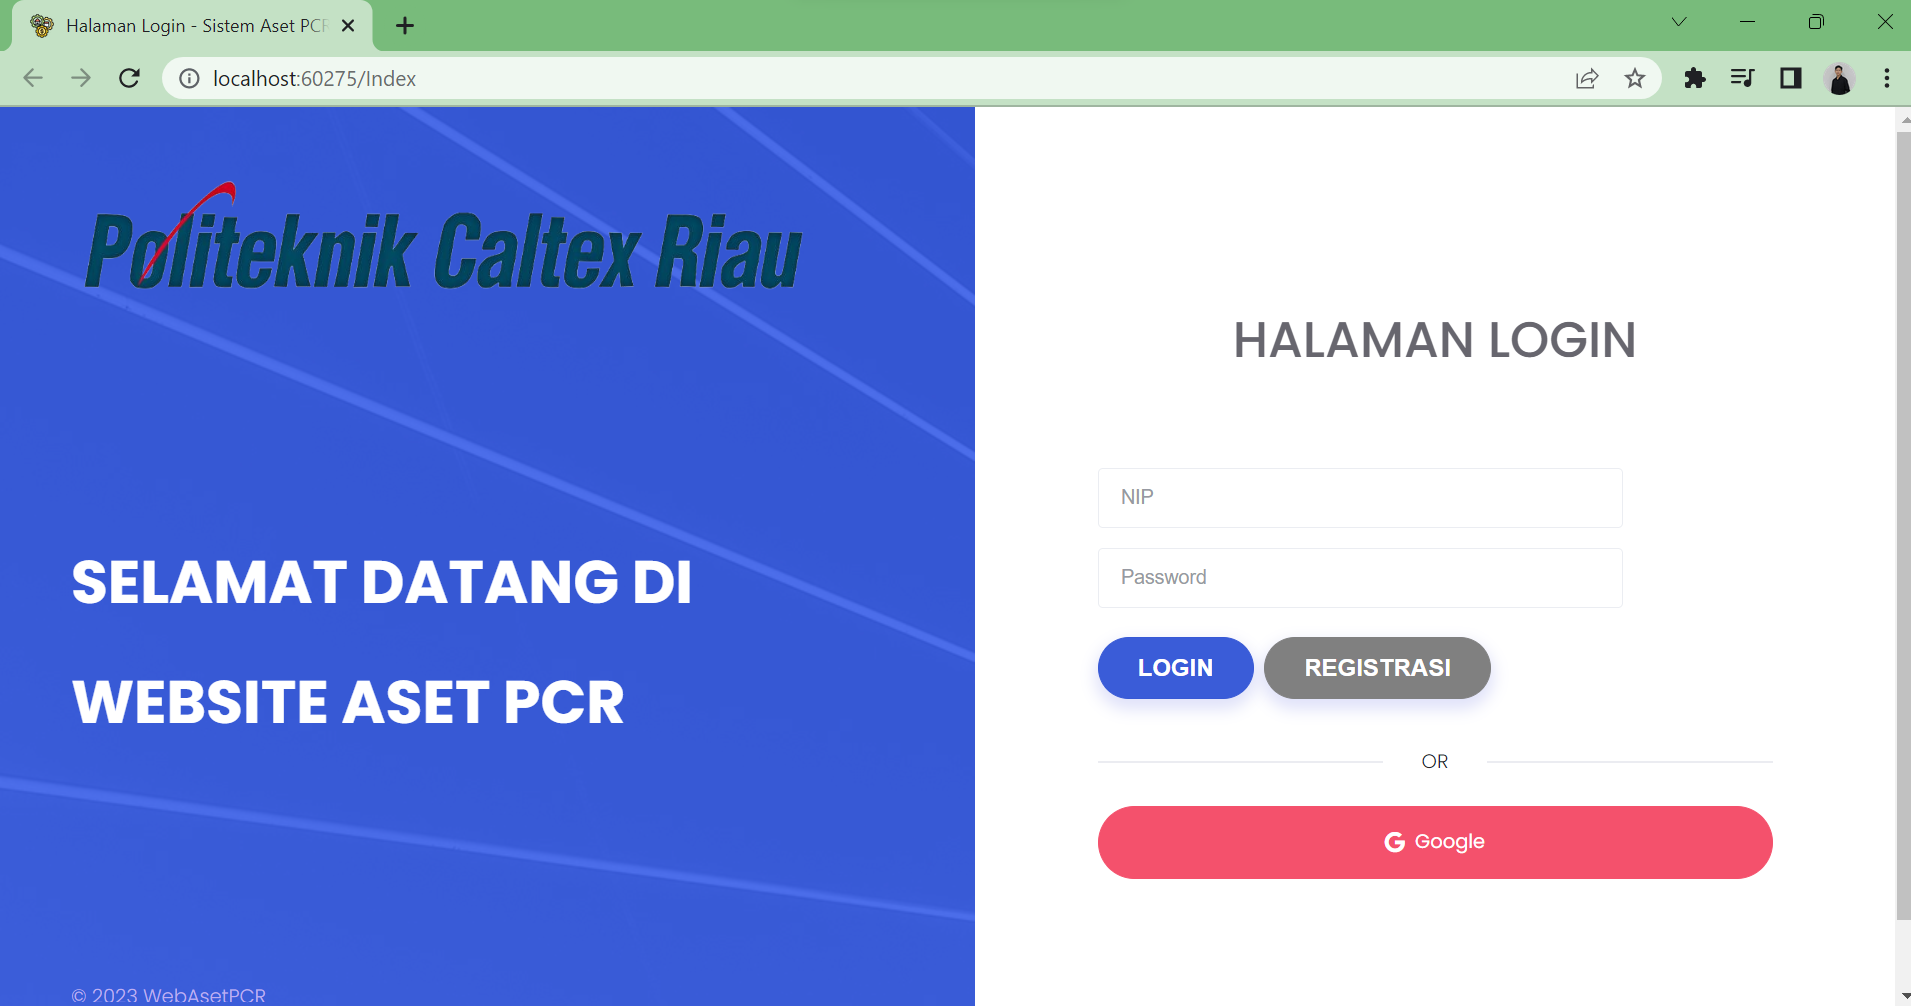 Halaman Login - Sistem Aset PCR
localhost:60275/Index
Politeknik Caltex Riau
SELAMAT DATANG DI
WEBSITE ASET PCR
© 2023 WebAsetPCR
HALAMAN LOGIN
NIP
Password
LOGIN REGISTRASI
OR
G Google